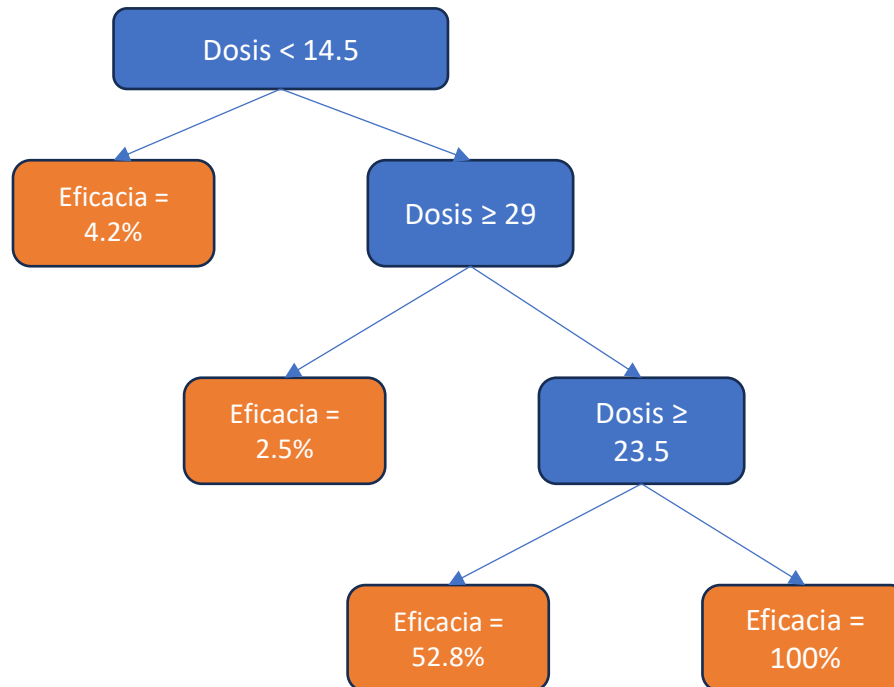 Dosis < 14.5
Eficacia =
4.2%
Dosis ≥ 29
Eficacia =
2.5%
Dosis ≥
23.5
Eficacia =
52.8%
Eficacia =
100%